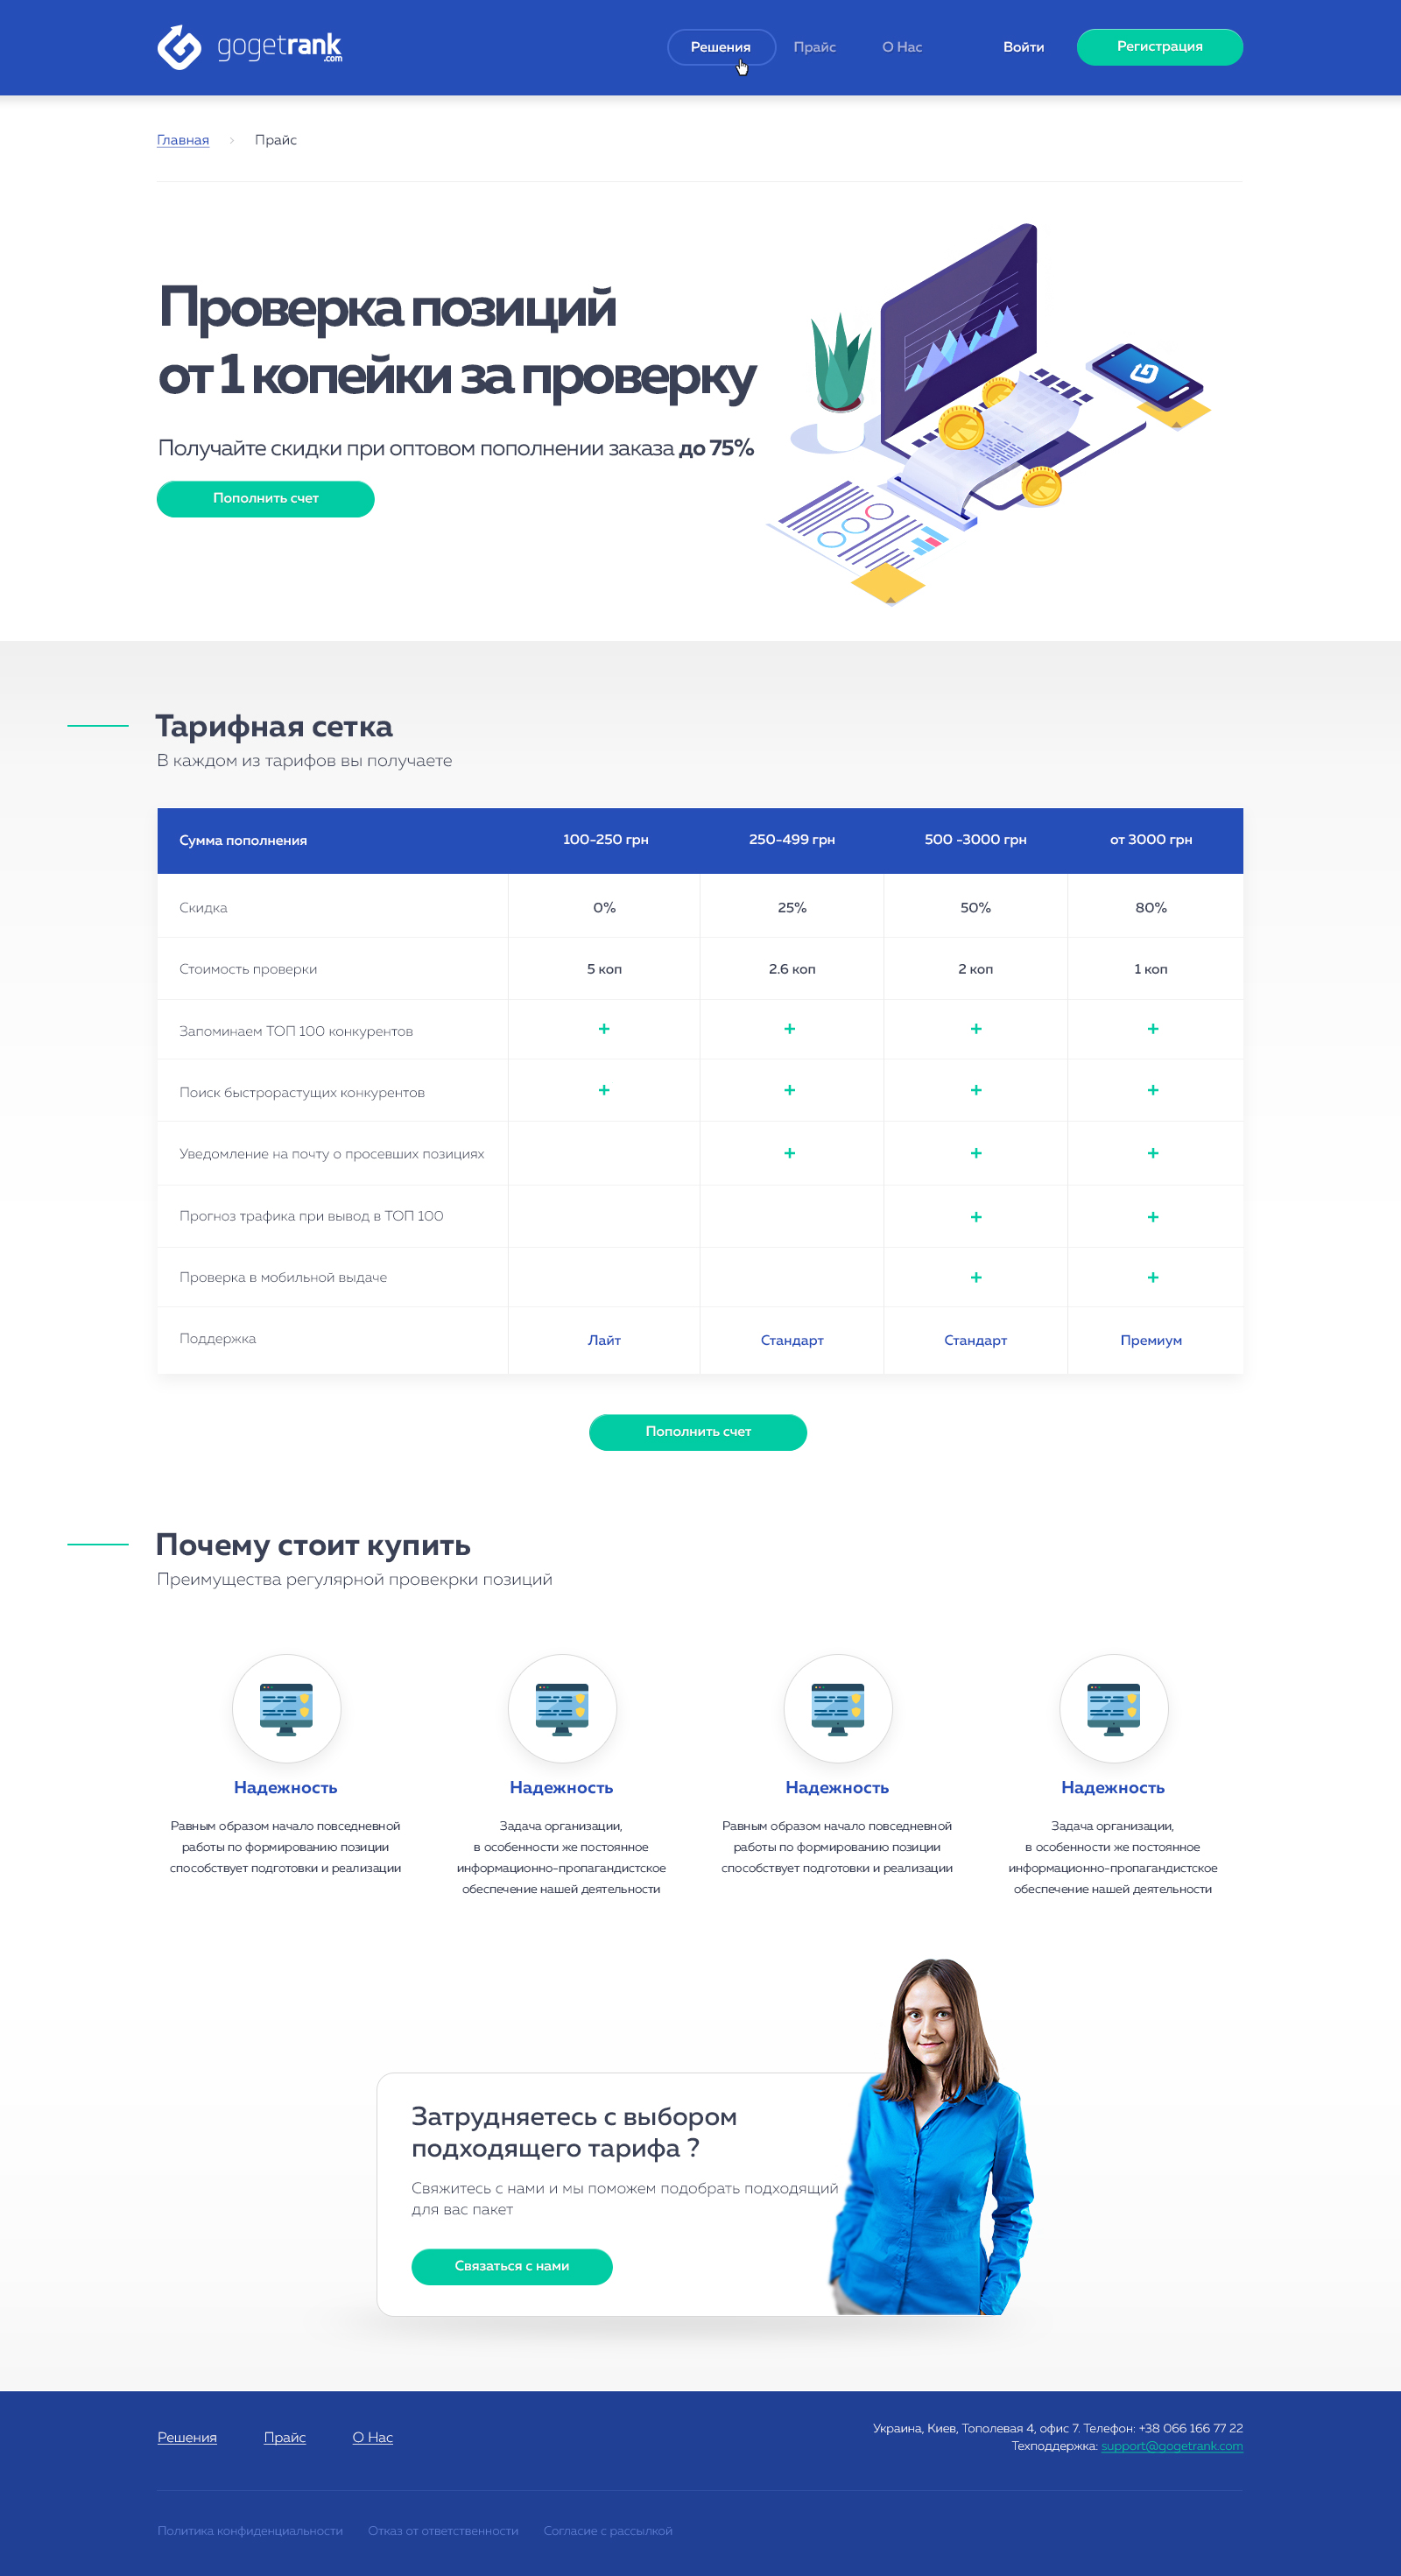 gogetrank
.com
Решения
Прайс
О Нас
Войти
Регистрация
Главная
Прайс
Проверка позиций
от 1 копейки за проверку
Получайте скидки при оптовом пополнении заказа до 75%
Пополнить счет
Тарифная сетка
В каждом из тарифов вы получаете
Сумма пополнения 100-250 грн 250-499 грн 500 -3000 грн от 3000 грн
Скидка 0% 25% 50% 80%
Стоимость проверки 5 коп 2.6 коп 2 коп 1 коп
Запоминаем ТОП 100 конкурентов + + + +
Поиск быстрорастущих конкурентов + + + +
Уведомление на почту о просевших позициях + + +
Прогноз трафика при вывод в ТОП 100 + +
Проверка в мобильной выдаче + +
Поддержка Лайт Стандарт Стандарт Премиум
Пополнить счет
Почему стоит купить
Преимущества регулярной провекрки позиций
Надежность
Равным образом начало повседневной
работы по формированию позиции
способствует подготовки и реализации
Надежность
Задача организации,
в особенности же постоянное
информационно-пропагандистское
обеспечение нашей деятельности
Надежность
Равным образом начало повседневной
работы по формированию позиции
способствует подготовки и реализации
Надежность
Задача организации,
в особенности же постоянное
информационно-пропагандистское
обеспечение нашей деятельности
Затрудняетесь с выбором
подходящего тарифа ?
Свяжитесь с нами и мы поможем подобрать подходящий
для вас пакет
Связаться с нами
Решения
Прайс
О Нас
Украина, Киев, Тополевая 4, офис 7. Телефон: +38 066 166 77 22
Техподдержка: support@gogetrank.com
Политика конфиденциальности
Отказ от ответственности
Согласие с рассылкой